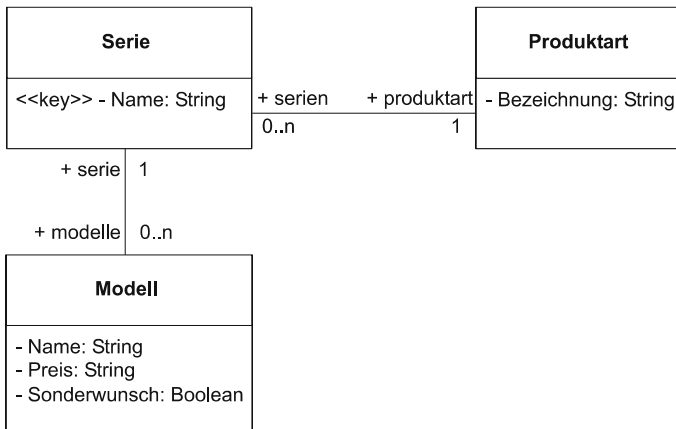 Serie
<<key>> - Name: String
Produktart
- Bezeichnung: String
+ serien
+ produktart
0..n
1
+ serie
1
+ modelle
0..n
Modell
- Name: String
- Preis: String
- Sonderwunsch: Boolean